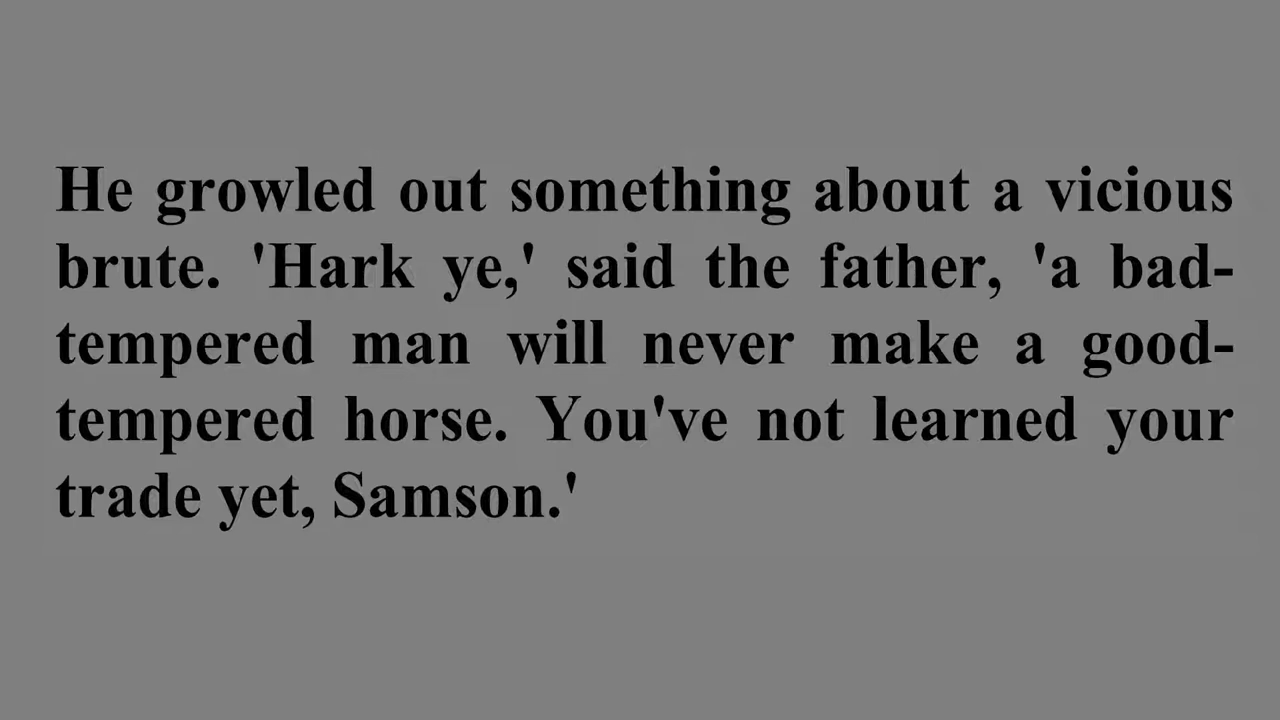 He growled out something about a vicious
brute. 'Hark ye,' said the father, 'a bad-
tempered man will never make a good-
tempered horse. You've not learned your
trade yet, Samson.'